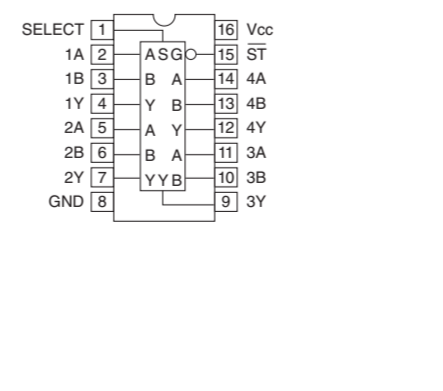 SELECT 1 16 Vcc
1A 2 A S G 15 S̅T̅
1B 3 B A 14 4A
1Y 4 Y B 13 4B
2A 5 A Y 12 4Y
2B 6 B A 11 3A
2Y 7 Y Y B 10 3B
GND 8 9 3Y